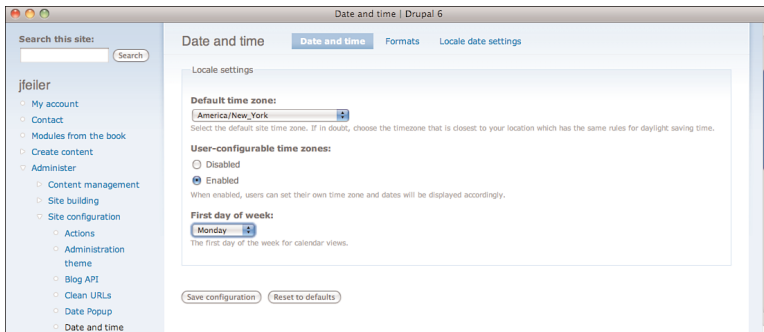 Date and time | Drupal 6
Search this site:
Search
jfeiler
My account
Contact
Modules from the book
Create content
Administer
Content management
Site building
Site configuration
Actions
Administration
theme
Blog API
Clean URLs
Date Popup
Date and time
Date and time
Date and time
Formats
Locale date settings
Locale settings
Default time zone:
America/New_York
Select the default site time zone. If in doubt, choose the timezone that is closest to your location which has the same rules for daylight saving time.
User-configurable time zones:
Disabled
Enabled
When enabled, users can set their own time zone and dates will be displayed accordingly.
First day of week:
Monday
The first day of the week for calendar views.
Save configuration
Reset to defaults